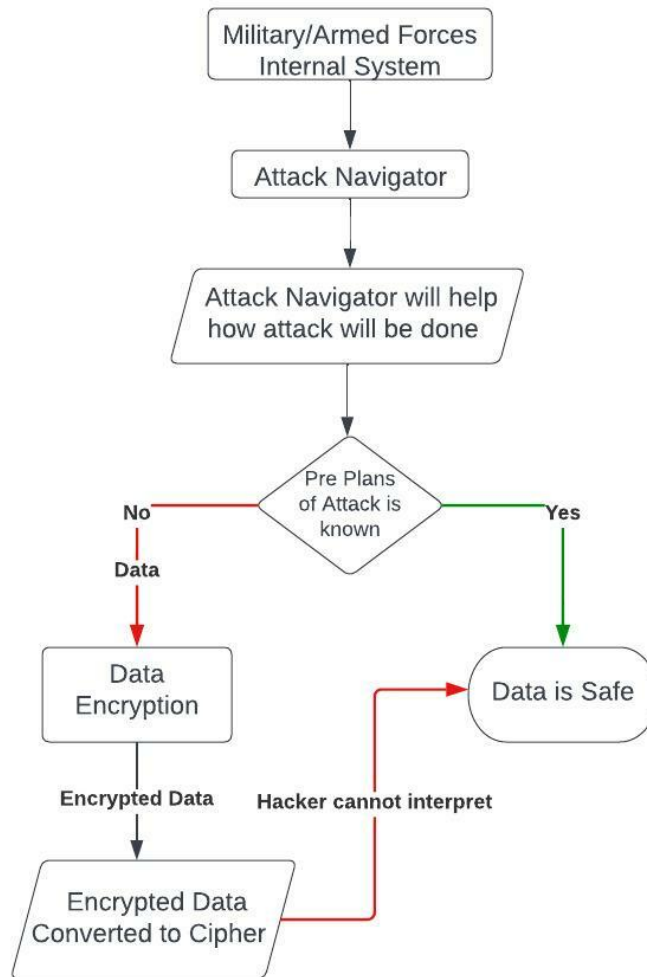 Military/Armed Forces
Internal System
Attack Navigator
Attack Navigator will help
how attack will be done
Pre Plans
of Attack is
known
No
Yes
Data
Data
Encryption
Data is Safe
Encrypted Data
Hacker cannot interpret
Encrypted Data
Converted to Cipher